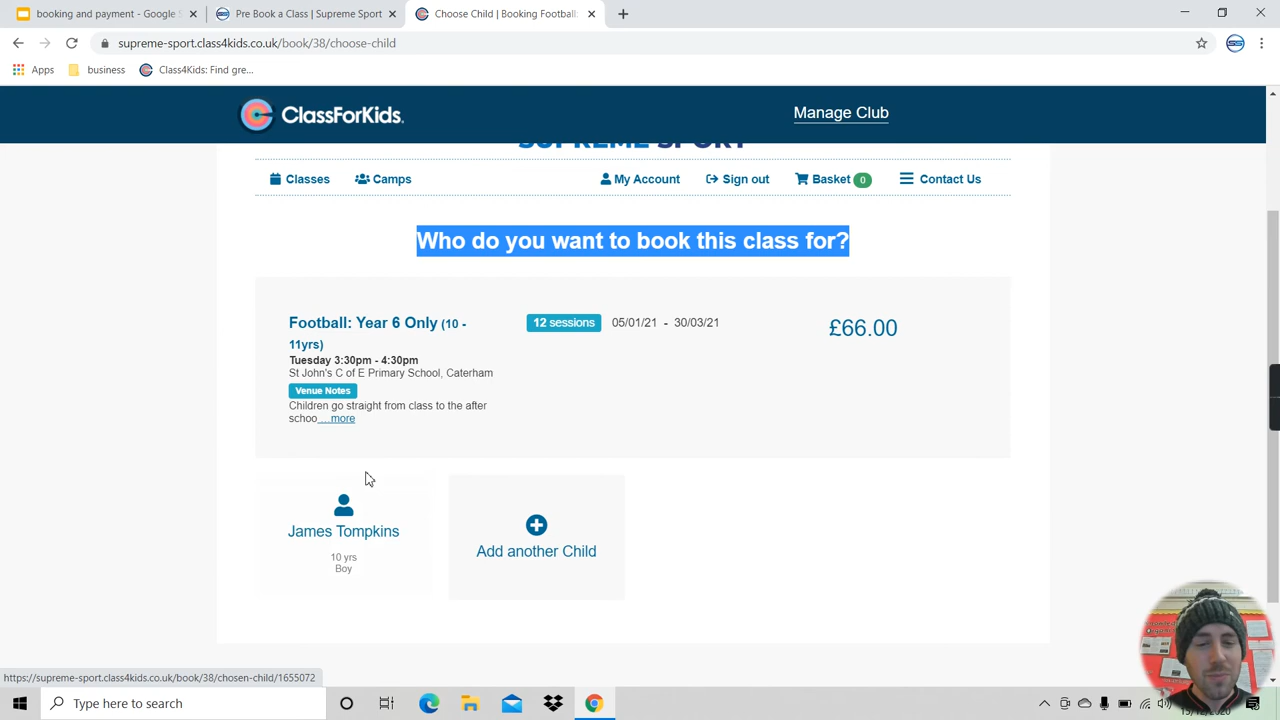 booking and payment - Google S
Pre Book a Class | Supreme Sport
Choose Child | Booking Football:
supreme-sport.class4kids.co.uk/book/38/choose-child
Apps
business
Class4Kids: Find gre...
ClassForKids.
Manage Club
SUPREME SPORT
Classes
Camps
My Account
Sign out
Basket 0
Contact Us
Who do you want to book this class for?
Football: Year 6 Only (10 -
11yrs)
12 sessions
05/01/21 - 30/03/21
£66.00
Tuesday 3:30pm - 4:30pm
St John's C of E Primary School, Caterham
Venue Notes
Children go straight from class to the after
schoo ...more
James Tompkins
10 yrs
Boy
Add another Child
https://supreme-sport.class4kids.co.uk/book/38/chosen-child/1655072
Type here to search